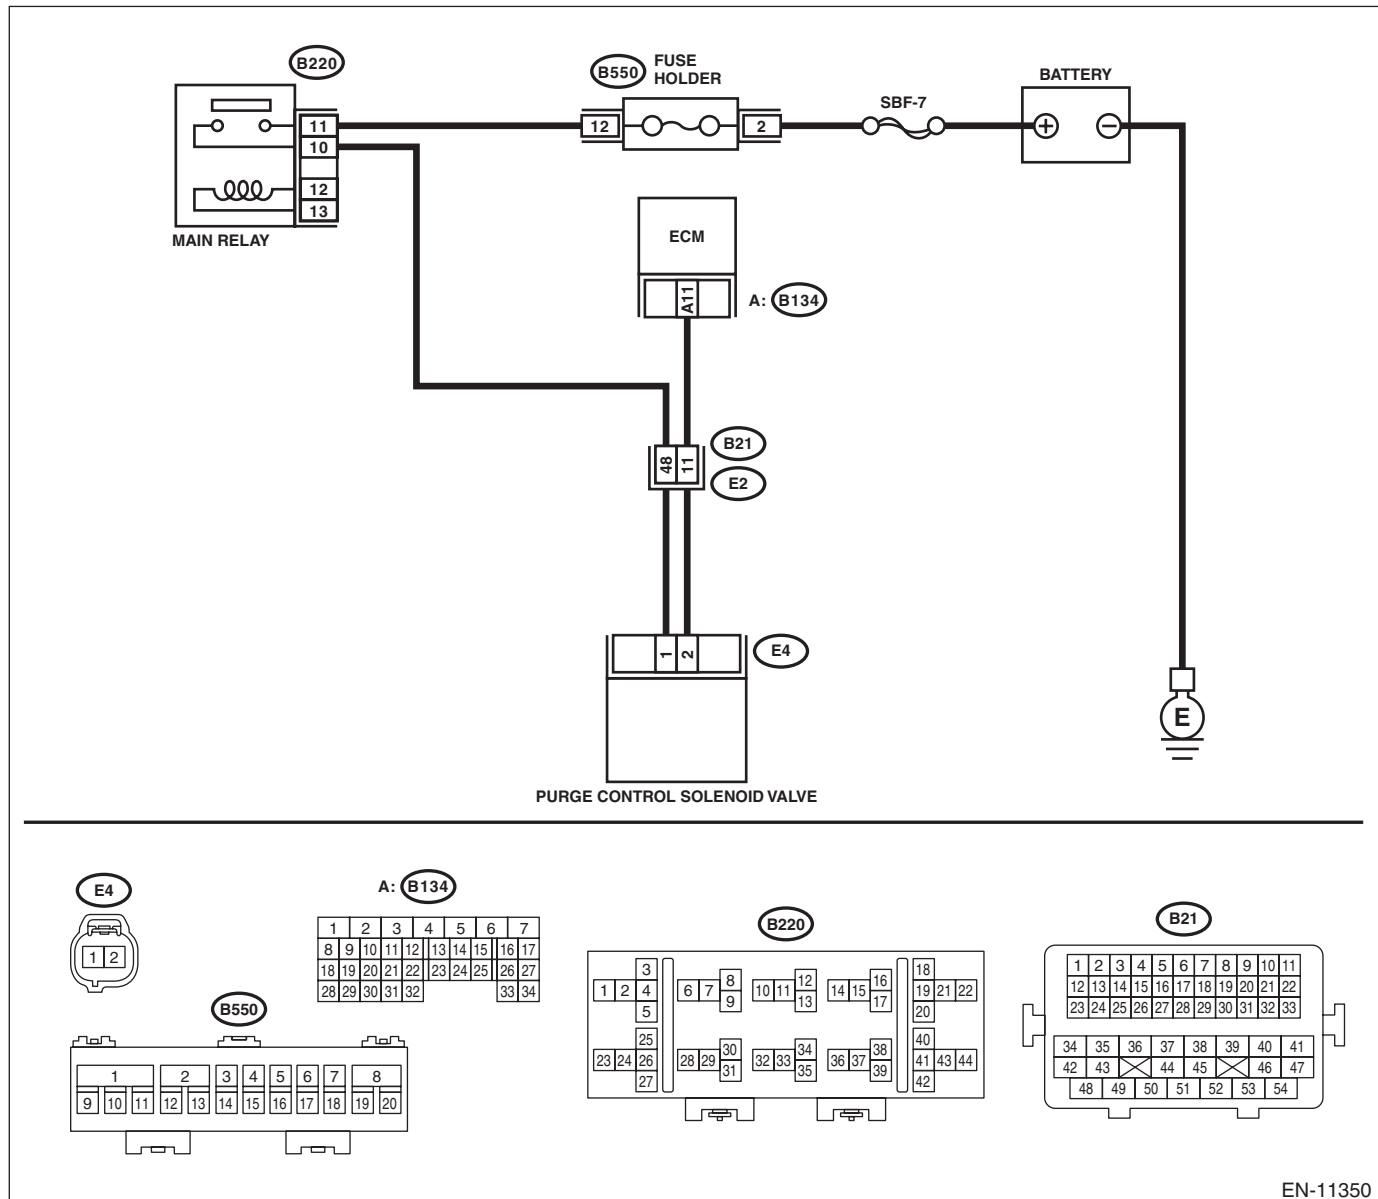 B220
B550
FUSE
HOLDER
BATTERY
SBF-7
11
10
12
13
12
2
+
−
MAIN RELAY
ECM
A11
A: B134
B21
E2
48 11
1 2
E4
E
PURGE CONTROL SOLENOID VALVE
E4
1 2
A: B134
1 2 3 4 5 6 7
8 9 10 11 12 13 14 15 16 17
18 19 20 21 22 23 24 25 26 27
28 29 30 31 32 33 34
B550
1 2 3 4 5 6 7 8
9 10 11 12 13 14 15 16 17 18 19 20
B220
3 8 12 16 18
1 2 4 6 7 10 11 14 15 19 21 22
5 9 13 17 20
25 30 34 38 40
23 24 26 28 29 32 33 36 37 41 43 44
27 31 35 39 42
B21
1 2 3 4 5 6 7 8 9 10 11
12 13 14 15 16 17 18 19 20 21 22
23 24 25 26 27 28 29 30 31 32 33
34 35 36 37 38 39 40 41
42 43 44 45 46 47
48 49 50 51 52 53 54
EN-11350